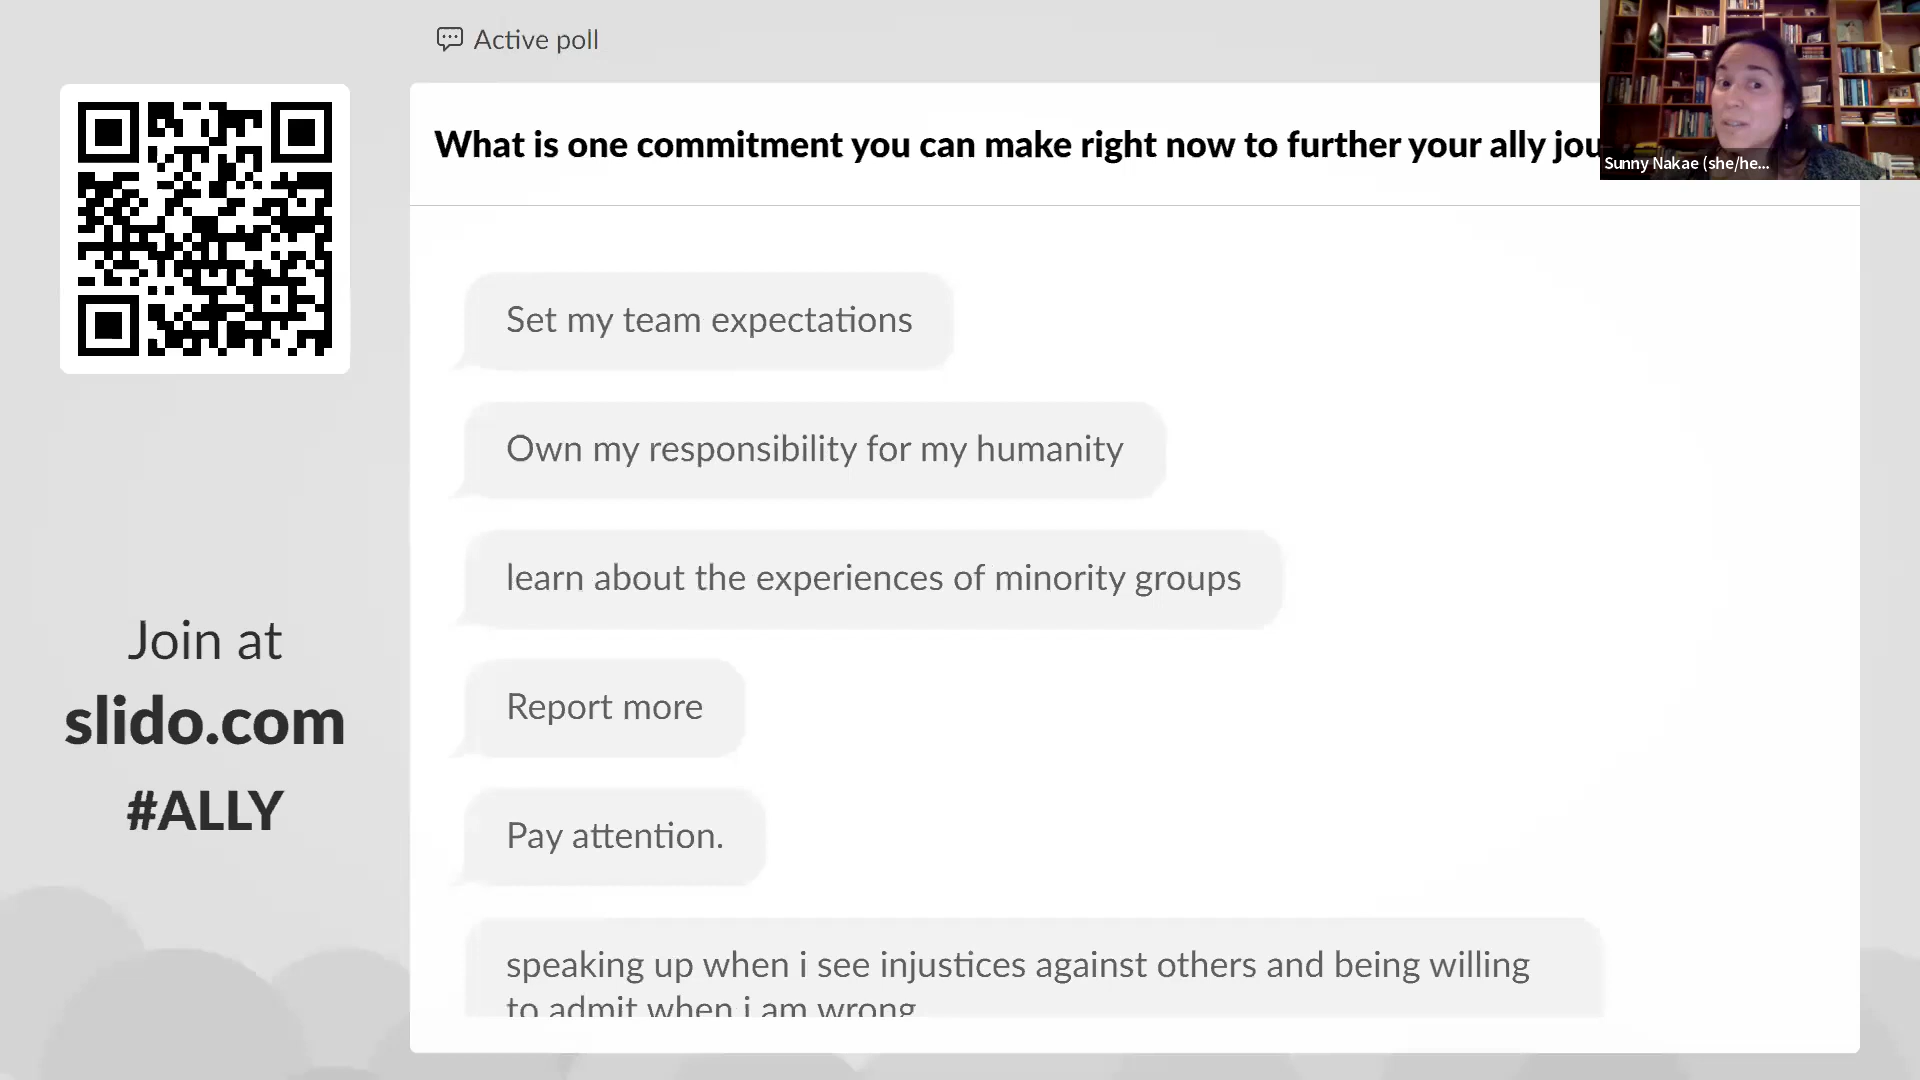 Active poll
What is one commitment you can make right now to further your ally jou
Sunny Nakae (she/he...
Set my team expectations
Own my responsibility for my humanity
learn about the experiences of minority groups
Report more
Pay attention.
speaking up when i see injustices against others and being willing
to admit when i am wrong
Join at
slido.com
#ALLY